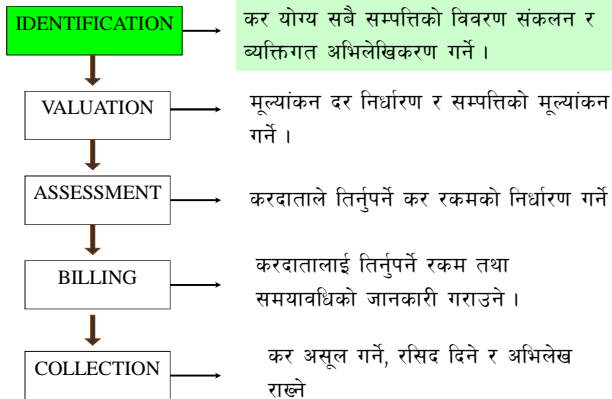 IDENTIFICATION
कर योग्य सबै सम्पत्तिको विवरण संकलन र
ब्यक्तिगत अभिलेखिकरण गर्ने ।
VALUATION
मूल्यांकन दर निर्धारण र सम्पत्तिको मूल्यांकन
गर्ने ।
ASSESSMENT
करदाताले तिर्नुपर्ने कर रकमको निर्धारण गर्ने
BILLING
करदातालाई तिर्नुपर्ने रकम तथा
समयावधिको जानकारी गराउने ।
COLLECTION
कर असूल गर्ने, रसिद दिने र अभिलेख
राख्ने